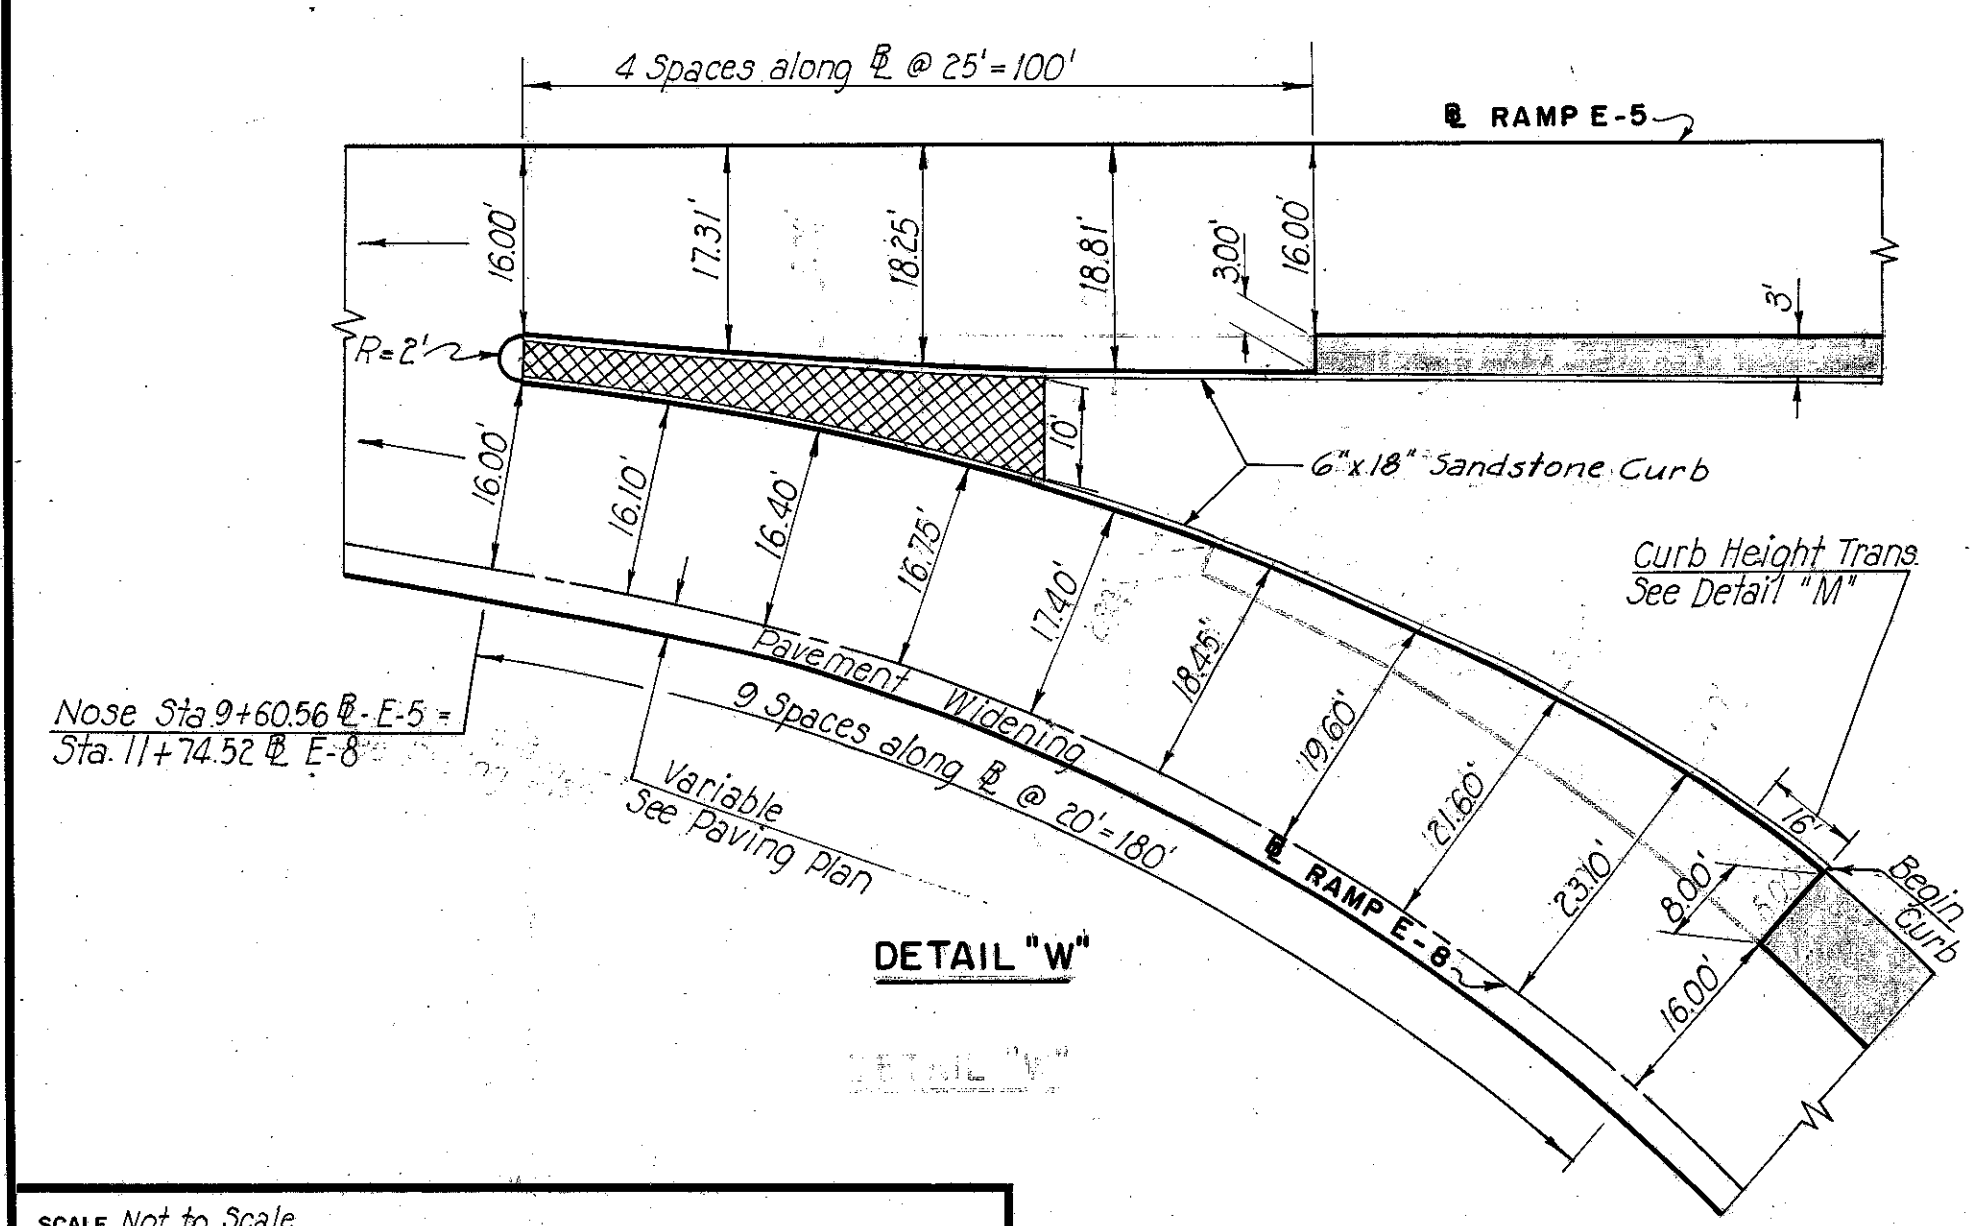 4 Spaces along ℄ @ 25'=100'
℄ RAMP E-5
16.00'
17.31'
18.25'
18.81'
3.00'
16.00'
3'
R=2'
10'
6"x18" Sandstone Curb
16.00'
16.10'
16.40'
16.75'
17.40'
18.45'
19.60'
21.60'
23.10'
Curb Height Trans.
See Detail "M"
16'
8.00'
16.00'
Begin
Curb
Pavement Widening
Nose Sta. 9+60.56 ℄ - E-5 =
Sta. 11+74.52 ℄ E-8
9 Spaces along ℄ @ 20'=180'
Variable
See Paving Plan
℄ RAMP E-8
DETAIL "W"
DETAIL "W"
SCALE Not to Scale